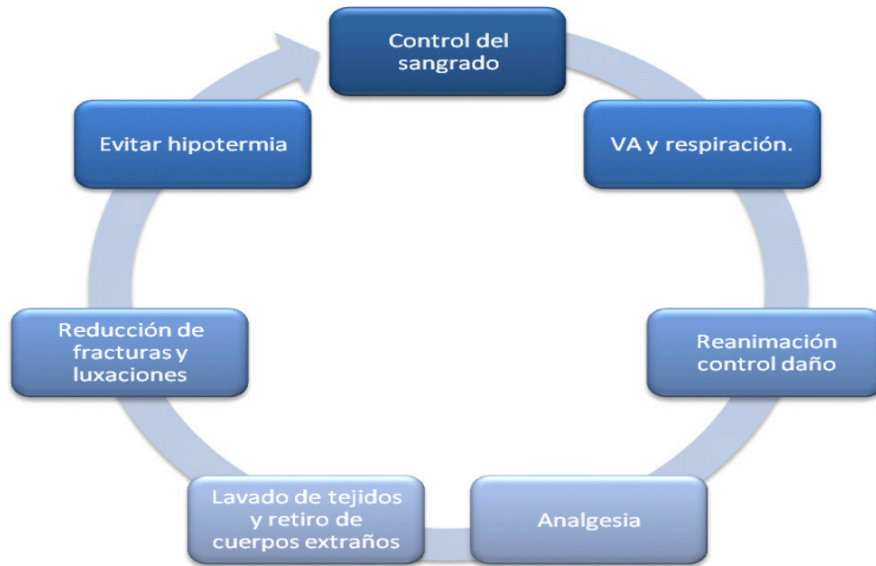 Control del
sangrado
VA y respiración.
Reanimación
control daño
Analgesia
Lavado de tejidos
y retiro de
cuerpos extraños
Reducción de
fracturas y
luxaciones
Evitar hipotermia